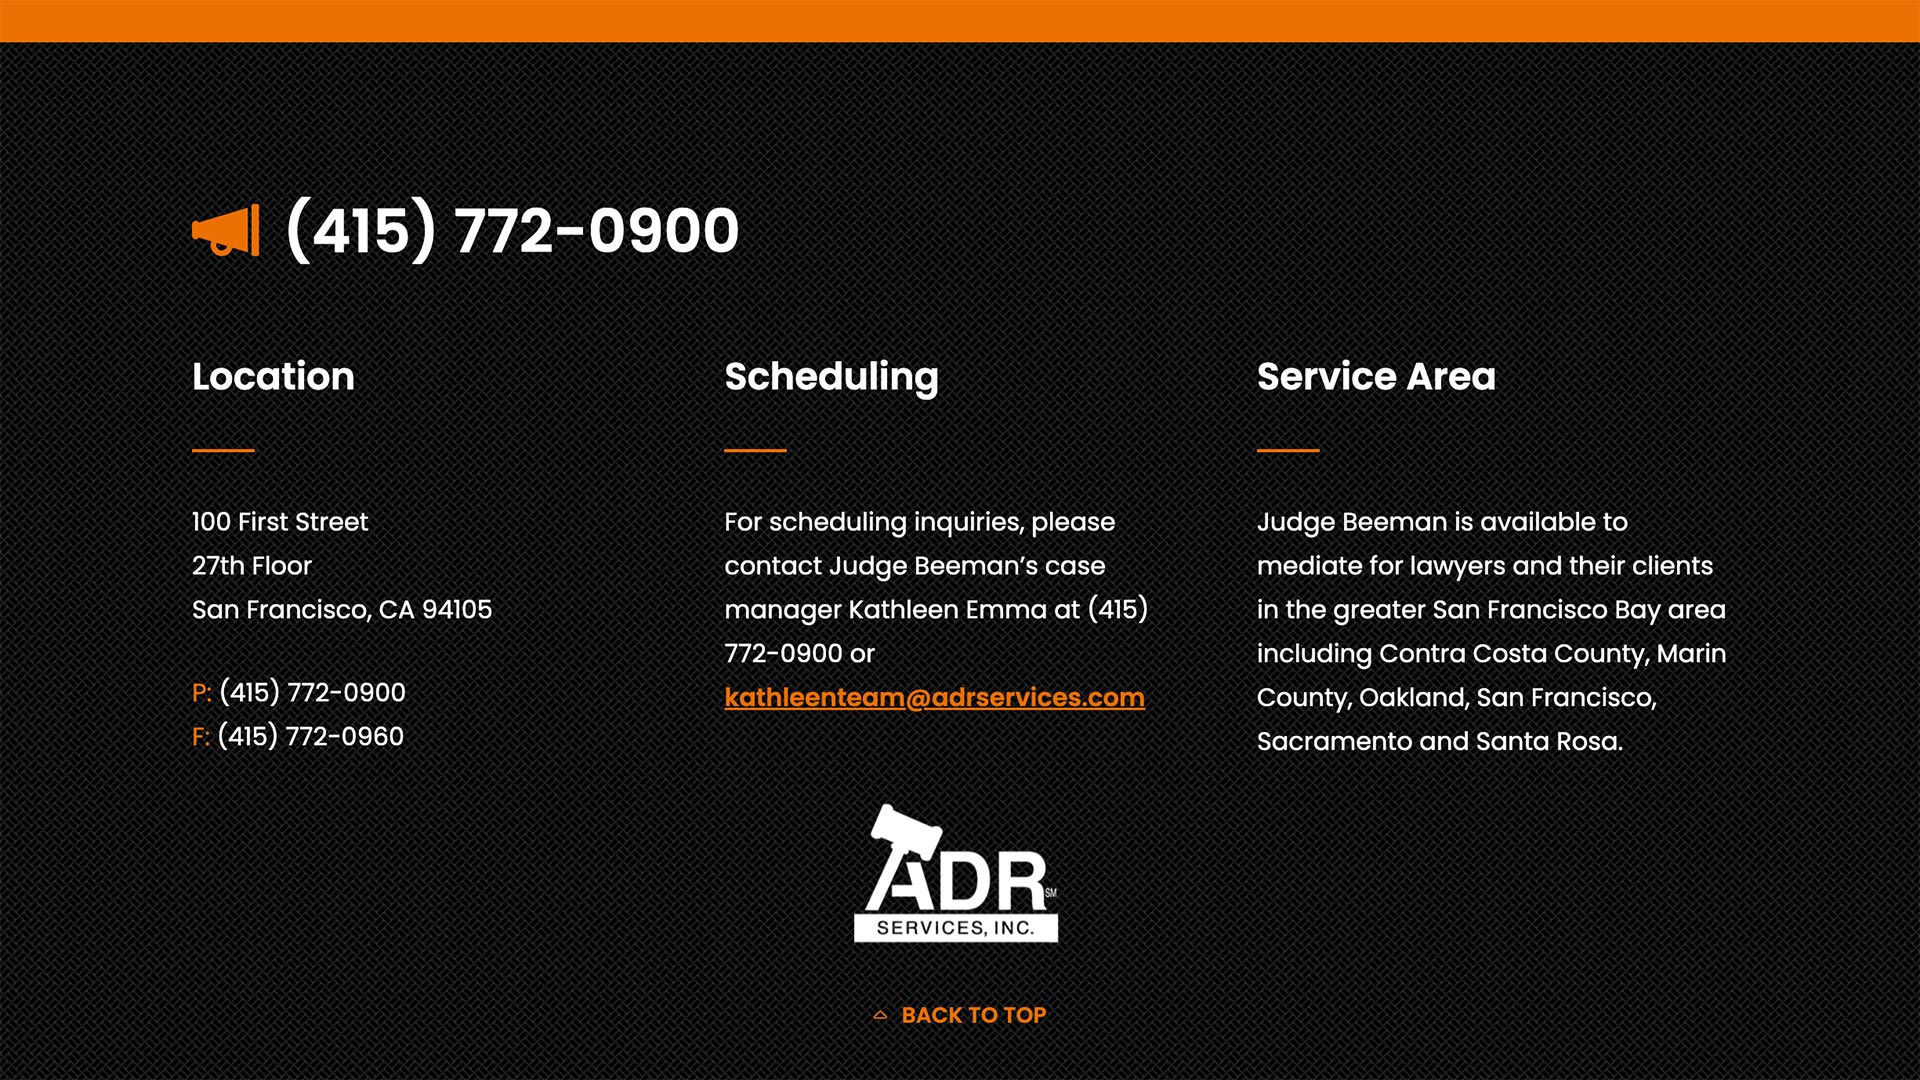 (415) 772-0900
Location
100 First Street
27th Floor
San Francisco, CA 94105
P: (415) 772-0900
F: (415) 772-0960
Scheduling
For scheduling inquiries, please
contact Judge Beeman’s case
manager Kathleen Emma at (415)
772-0900 or
kathleenteam@adrservices.com
Service Area
Judge Beeman is available to
mediate for lawyers and their clients
in the greater San Francisco Bay area
including Contra Costa County, Marin
County, Oakland, San Francisco,
Sacramento and Santa Rosa.
ADR SM
SERVICES, INC.
BACK TO TOP